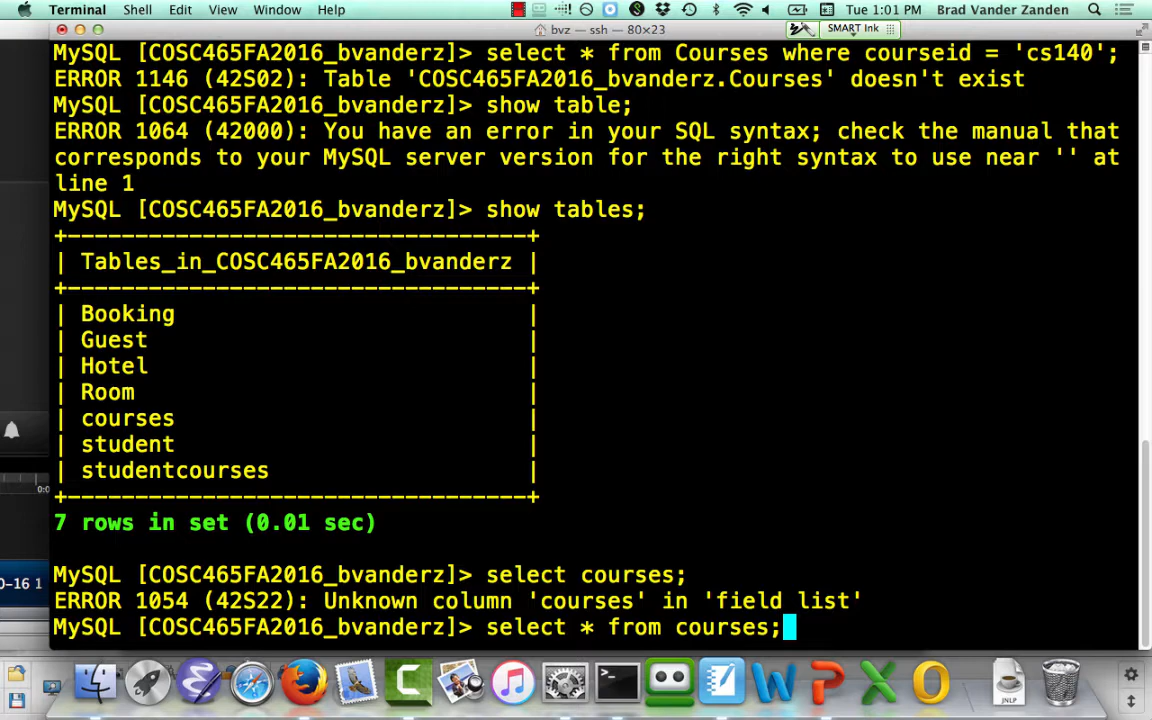 Terminal Shell Edit View Window Help Tue 1:01 PM Brad Vander Zanden
bvz — ssh — 80×23 SMART Ink
MySQL [COSC465FA2016_bvanderz]> select * from Courses where courseid = 'cs140';
ERROR 1146 (42S02): Table 'COSC465FA2016_bvanderz.Courses' doesn't exist
MySQL [COSC465FA2016_bvanderz]> show table;
ERROR 1064 (42000): You have an error in your SQL syntax; check the manual that
corresponds to your MySQL server version for the right syntax to use near '' at
line 1
MySQL [COSC465FA2016_bvanderz]> show tables;
+----------------------------------+
| Tables_in_COSC465FA2016_bvanderz |
+----------------------------------+
| Booking |
| Guest |
| Hotel |
| Room |
| courses |
| student |
| studentcourses |
+----------------------------------+
7 rows in set (0.01 sec)
MySQL [COSC465FA2016_bvanderz]> select courses;
ERROR 1054 (42S22): Unknown column 'courses' in 'field list'
MySQL [COSC465FA2016_bvanderz]> select * from courses;
0-16 1
JNLP